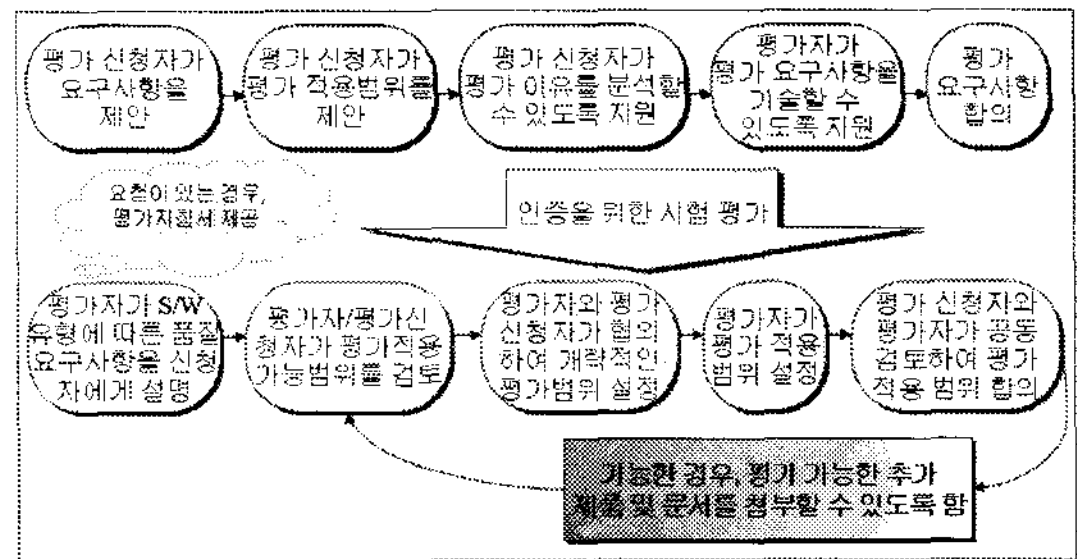 평가 신청자가
요구사항을
제안
평가 신청자가
평가 적용범위를
제안
평가 신청자가
평가 이유를 분석할
수 있도록 지원
평가자가
평가 요구사항을
기술할 수
있도록 지원
평가
요구사항
합의
요청이 있는 경우,
평가자 상세 제공
인증을 위한 시험 평가
평가자가 S/W
유형에 따른 품질
요구사항을 신청
자에게 설명
평가자/평가신
청자가 평가적용
가능범위를 검토
평가자와 평가
신청자가 협의
하여 개략적인
평가범위 설정
평가자가
평가 적용
범위 설정
평가 신청자와
평가자가 공동
검토하여 평가
적용 범위 합의
가능한 경우, 평가 가능한 추가
제품 및 문서를 첨부할 수 있도록 함